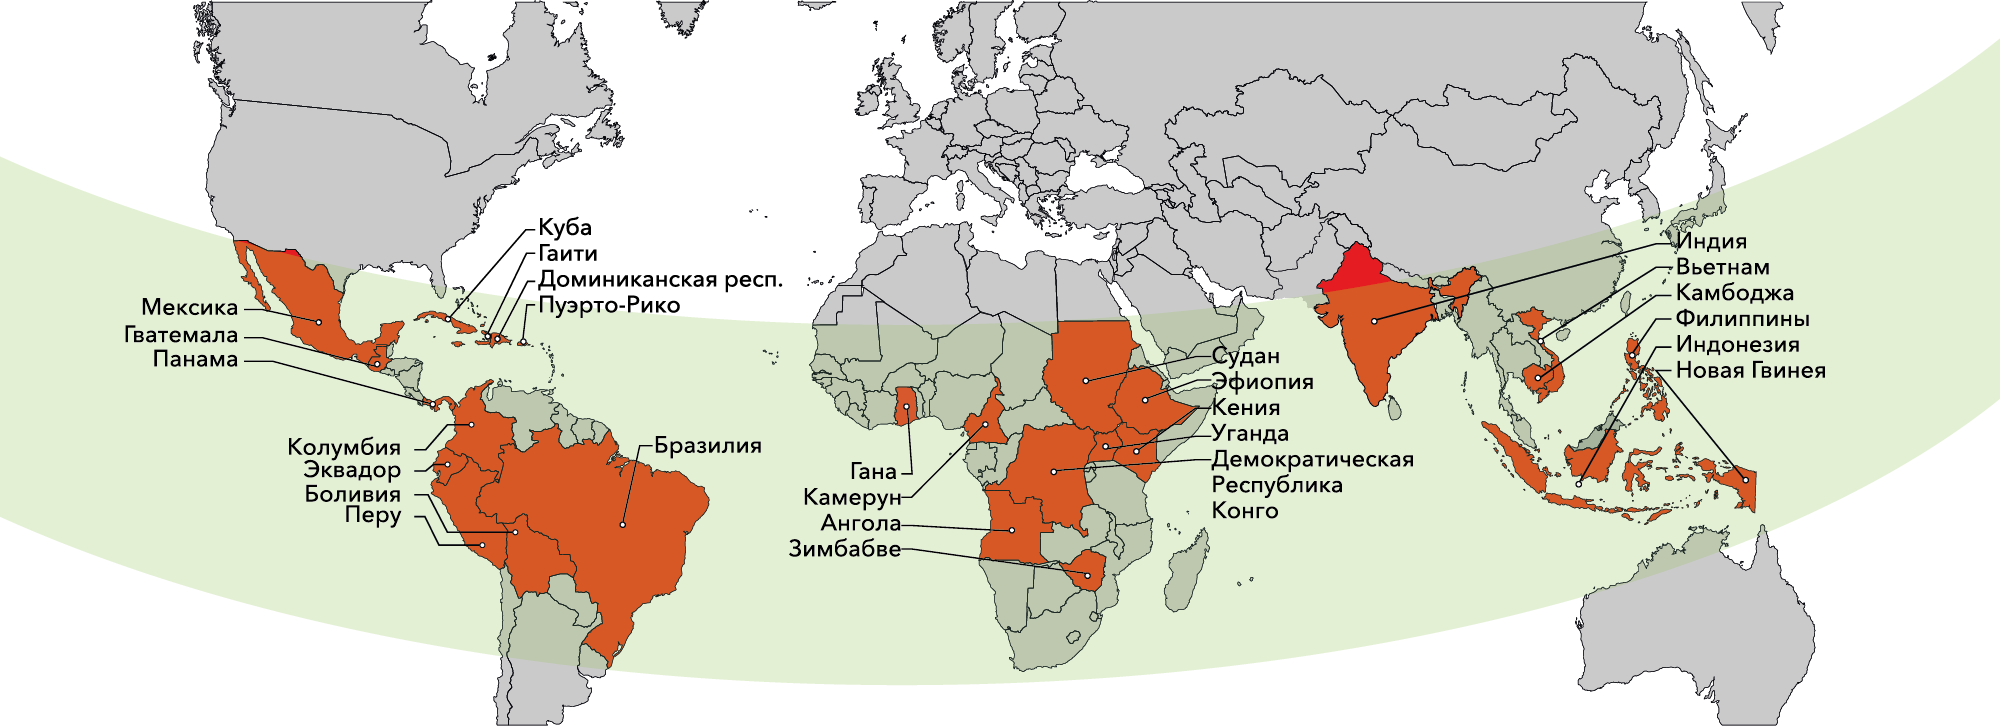 Куба
Гаити
Доминиканская респ.
Пуэрто-Рико
Мексика
Гватемала
Панама
Колумбия
Эквадор
Боливия
Перу
Бразилия
Гана
Камерун
Ангола
Зимбабве
Судан
Эфиопия
Кения
Уганда
Демократическая
Республика
Конго
Индия
Вьетнам
Камбоджа
Филиппины
Индонезия
Новая Гвинея